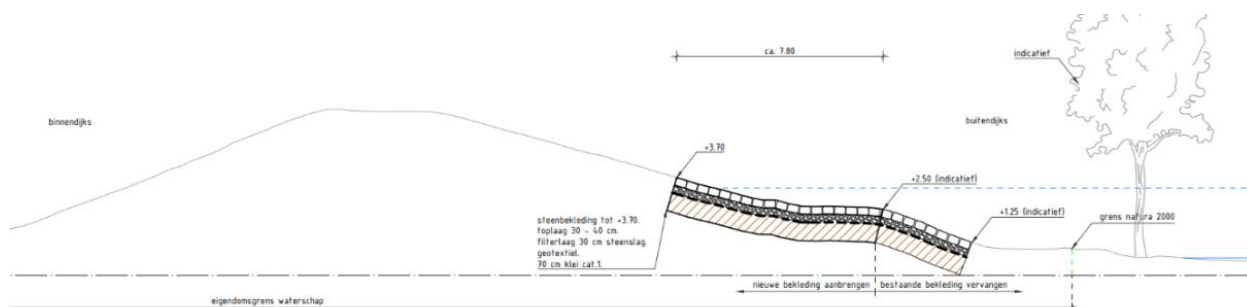 ca. 7.80
indicatief
binnendijks
buitendijks
+3.70
+2.50 (indicatief)
+1.25 (indicatief)
grens natura 2000
steenbekleding tot +3.70.
toplaag 30 - 40 cm.
filterlaag 30 cm steenslag.
geotextiel.
70 cm klei cat.1.
nieuwe bekleding aanbrengen
bestaande bekleding vervangen
eigendomsgrens waterschap